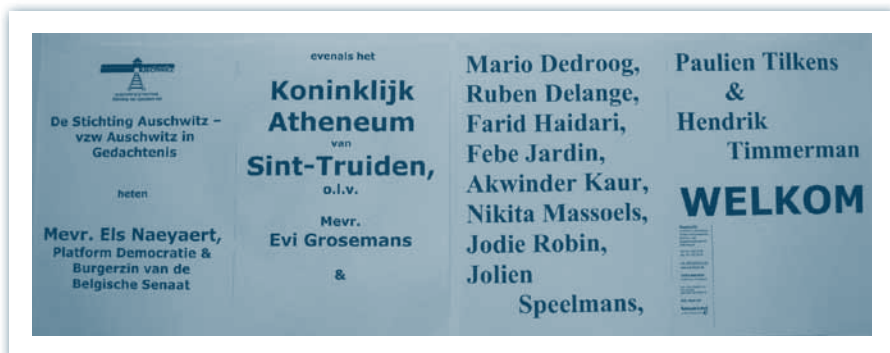 De Stichting Auschwitz –
vzw Auschwitz in
Gedachtenis
heten
Mevr. Els Naeyaert,
Platform Democratie &
Burgerzin van de
Belgische Senaat
evenals het
Koninklijk
Atheneum
van
Sint-Truiden,
o.l.v.
Mevr.
Evi Grosemans
&
Mario Dedroog,
Ruben Delange,
Farid Haidari,
Febe Jardin,
Akwinder Kaur,
Nikita Massoels,
Jodie Robin,
Jolien
Speelmans,
Paulien Tilkens
&
Hendrik
Timmerman
WELKOM